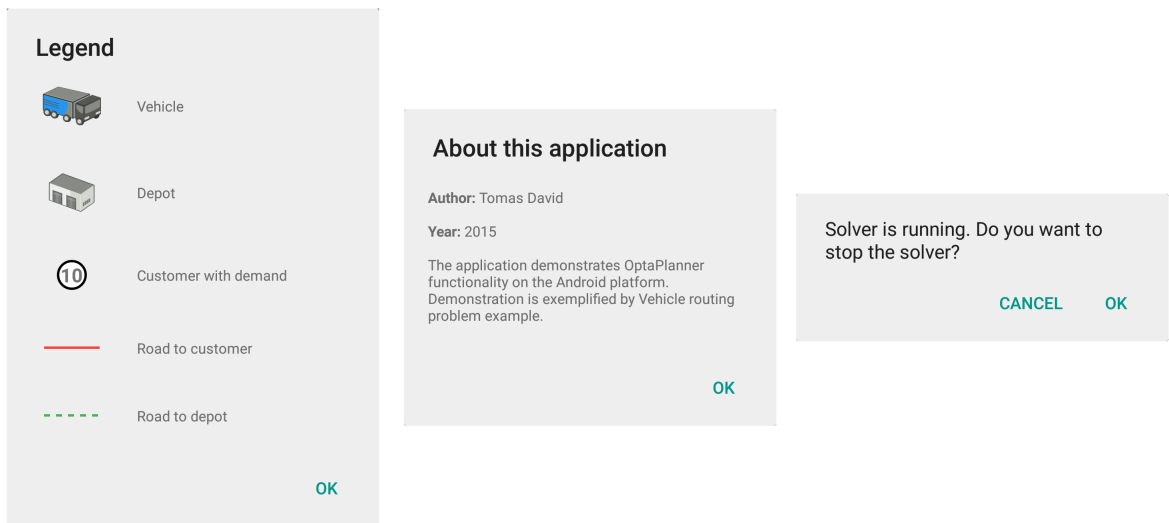 Legend
Vehicle
Depot
10
Customer with demand
Road to customer
Road to depot
OK
About this application
Author: Tomas David
Year: 2015
The application demonstrates OptaPlanner
functionality on the Android platform.
Demonstration is exemplified by Vehicle routing
problem example.
OK
Solver is running. Do you want to
stop the solver?
CANCEL OK